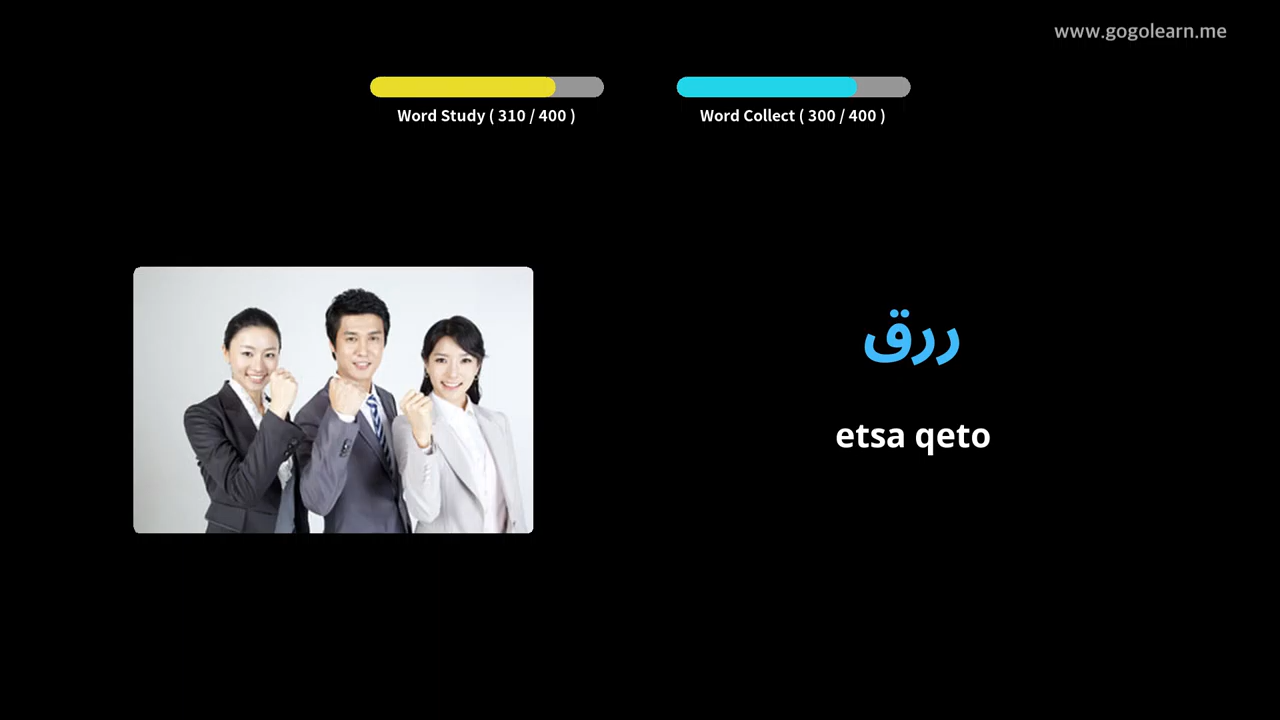 www.gogolearn.me
Word Study ( 310 / 400 )
Word Collect ( 300 / 400 )
ررق
etsa qeto